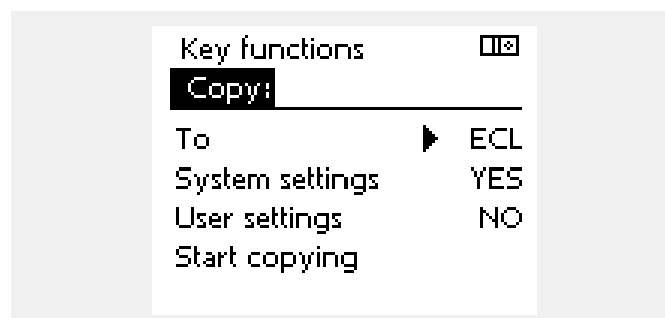 Key functions
Copy:
To ECL
System settings YES
User settings NO
Start copying